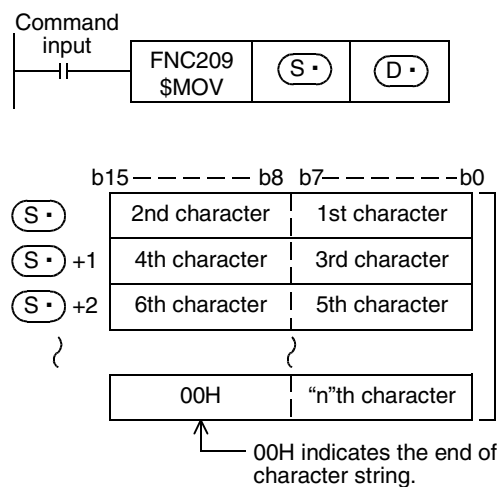 Command
input
FNC209
$MOV
S·
D·
b15 b8 b7 b0
S· 2nd character 1st character
S· +1 4th character 3rd character
S· +2 6th character 5th character
00H “n”th character
00H indicates the end of
character string.